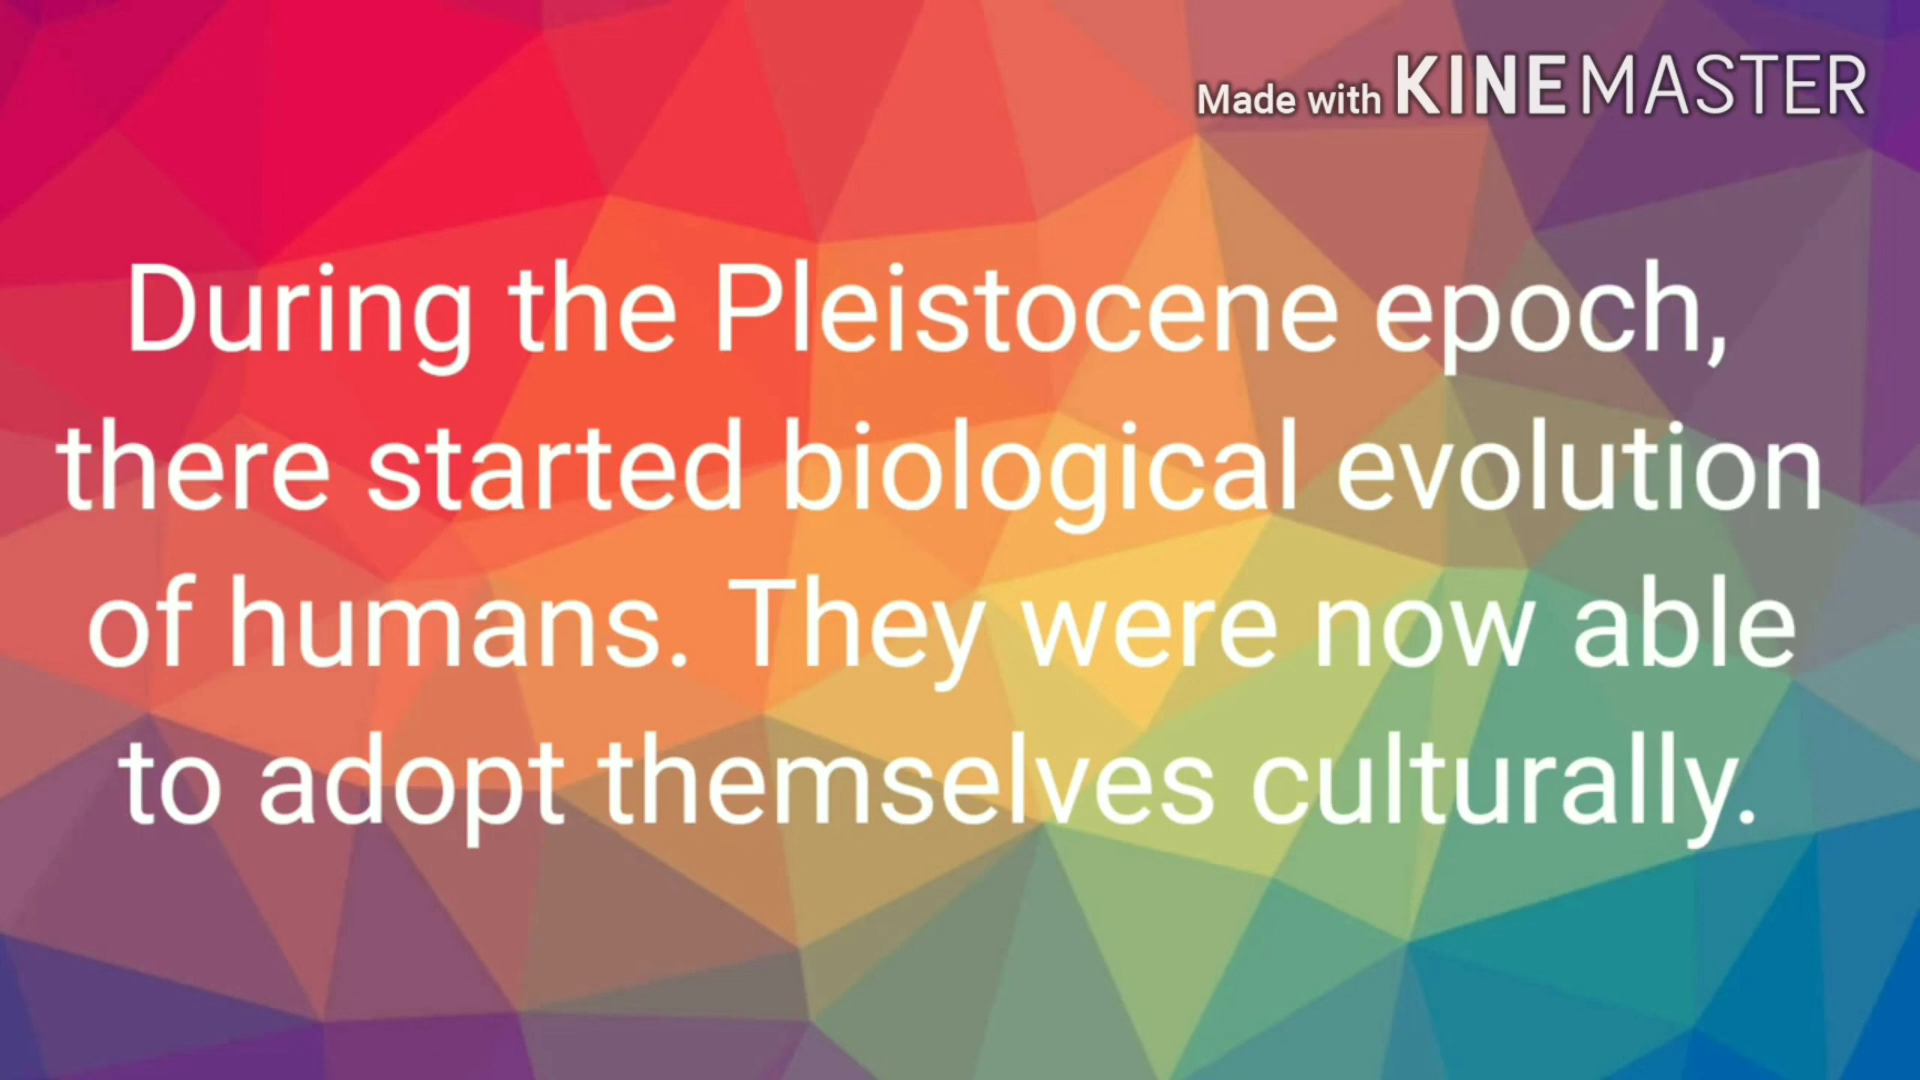 Made with KINEMASTER
During the Pleistocene epoch,
there started biological evolution
of humans. They were now able
to adopt themselves culturally.